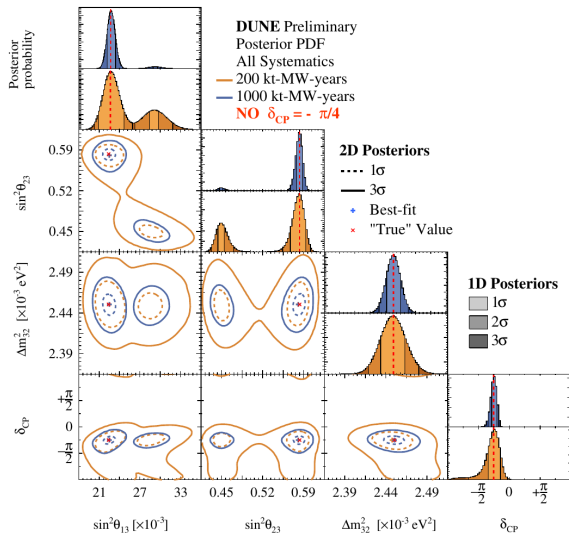 Posterior
probability
DUNE Preliminary
Posterior PDF
All Systematics
200 kt-MW-years
1000 kt-MW-years
NO δCP = - π/4
sin²θ23
0.59
0.52
0.45
2D Posteriors
1σ
3σ
Best-fit
"True" Value
Δm²32 [×10⁻³ eV²]
2.49
2.44
2.39
1D Posteriors
1σ
2σ
3σ
δCP
+π/2
0
-π/2
21 27 33
0.45 0.52 0.59
2.39 2.44 2.49
-π/2 0 +π/2
sin²θ13 [×10⁻³]
sin²θ23
Δm²32 [×10⁻³ eV²]
δCP